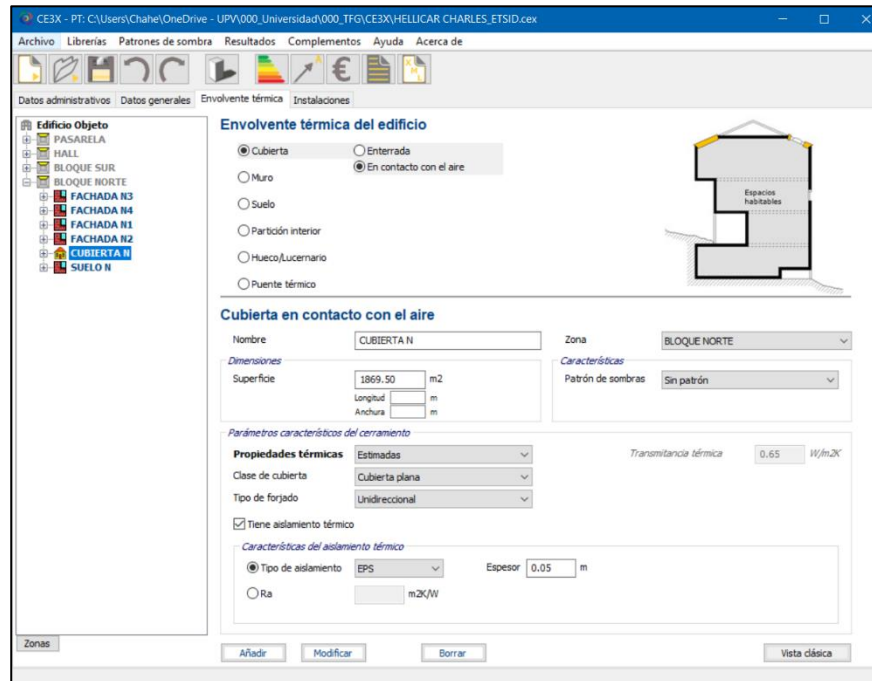 CE3X - PT: C:\Users\Chahe\OneDrive - UPV\000_Universidad\000_TFG\CE3X\HELLICAR CHARLES_ETSID.cex
Archivo Librerías Patrones de sombra Resultados Complementos Ayuda Acerca de
Datos administrativos Datos generales Envolvente térmica Instalaciones
Edificio Objeto
PASARELA
HALL
BLOQUE SUR
BLOQUE NORTE
FACHADA N3
FACHADA N4
FACHADA N1
FACHADA N2
CUBIERTA N
SUELO N
Zonas
Envolvente térmica del edificio
Cubierta Enterrada
En contacto con el aire
Muro
Suelo
Partición interior
Hueco/Lucernario
Puente térmico
Espacios
habitables
Cubierta en contacto con el aire
Nombre CUBIERTA N Zona BLOQUE NORTE
Dimensiones Características
Superficie 1869.50 m2 Patrón de sombras Sin patrón
Longitud m
Anchura m
Parámetros característicos del cerramiento
Propiedades térmicas Estimadas Transmitancia térmica 0.65 W/m2K
Clase de cubierta Cubierta plana
Tipo de forjado Unidireccional
Tiene aislamiento térmico
Características del aislamiento térmico
Tipo de aislamiento EPS Espesor 0.05 m
Ra m2K/W
Añadir Modificar Borrar Vista clásica